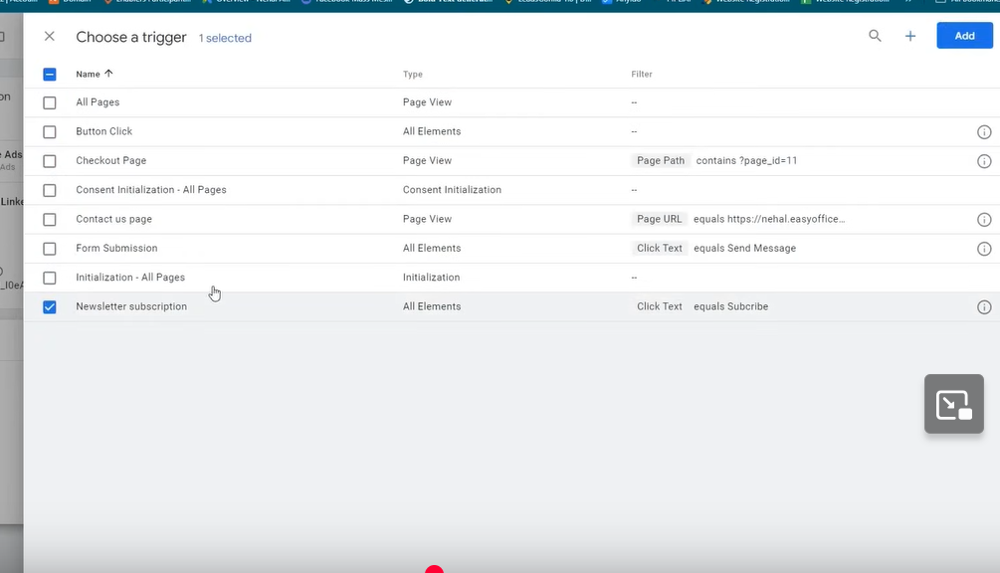 Choose a trigger 1 selected Add
Name Type Filter
All Pages Page View --
Button Click All Elements --
Checkout Page Page View Page Path contains ?page_id=11
Consent Initialization - All Pages Consent Initialization --
Contact us page Page View Page URL equals https://nehal.easyoffice...
Form Submission All Elements Click Text equals Send Message
Initialization - All Pages Initialization --
Newsletter subscription All Elements Click Text equals Subcribe
on
Ads
Ads
Linke